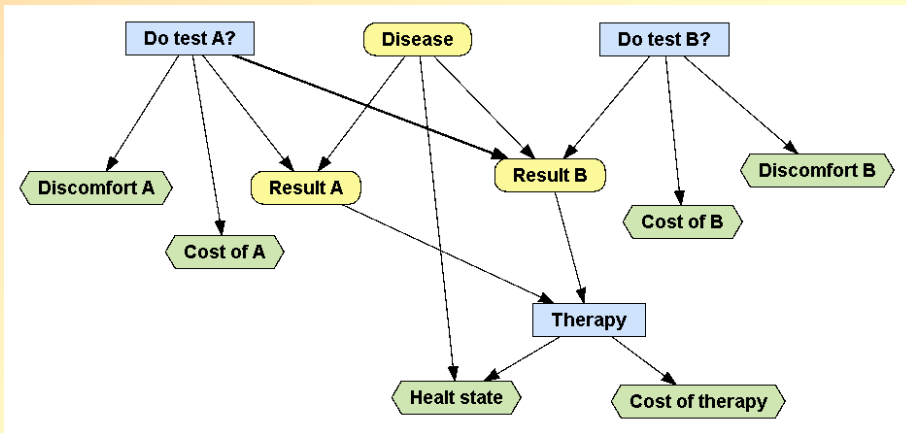 Do test A?
Disease
Do test B?
Discomfort A
Result A
Result B
Discomfort B
Cost of A
Cost of B
Therapy
Healt state
Cost of therapy